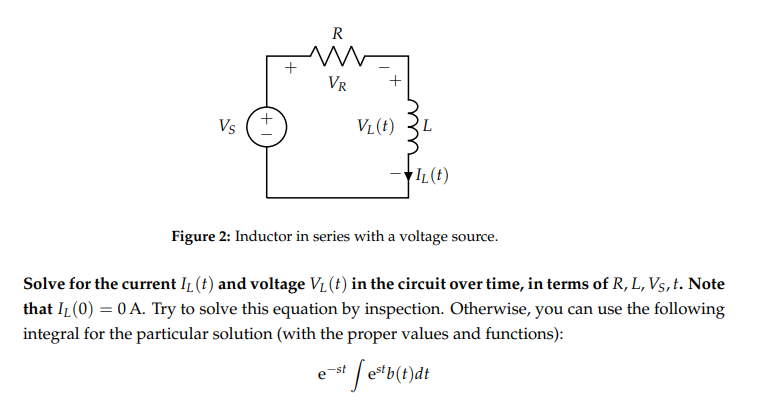 R
+ −
V_R +
V_S + − V_L(t) L
− I_L(t)
Figure 2: Inductor in series with a voltage source.
Solve for the current I_L(t) and voltage V_L(t) in the circuit over time, in terms of R, L, V_S, t. Note
that I_L(0) = 0 A. Try to solve this equation by inspection. Otherwise, you can use the following
integral for the particular solution (with the proper values and functions):
e^{−st} ∫ e^{st}b(t)dt